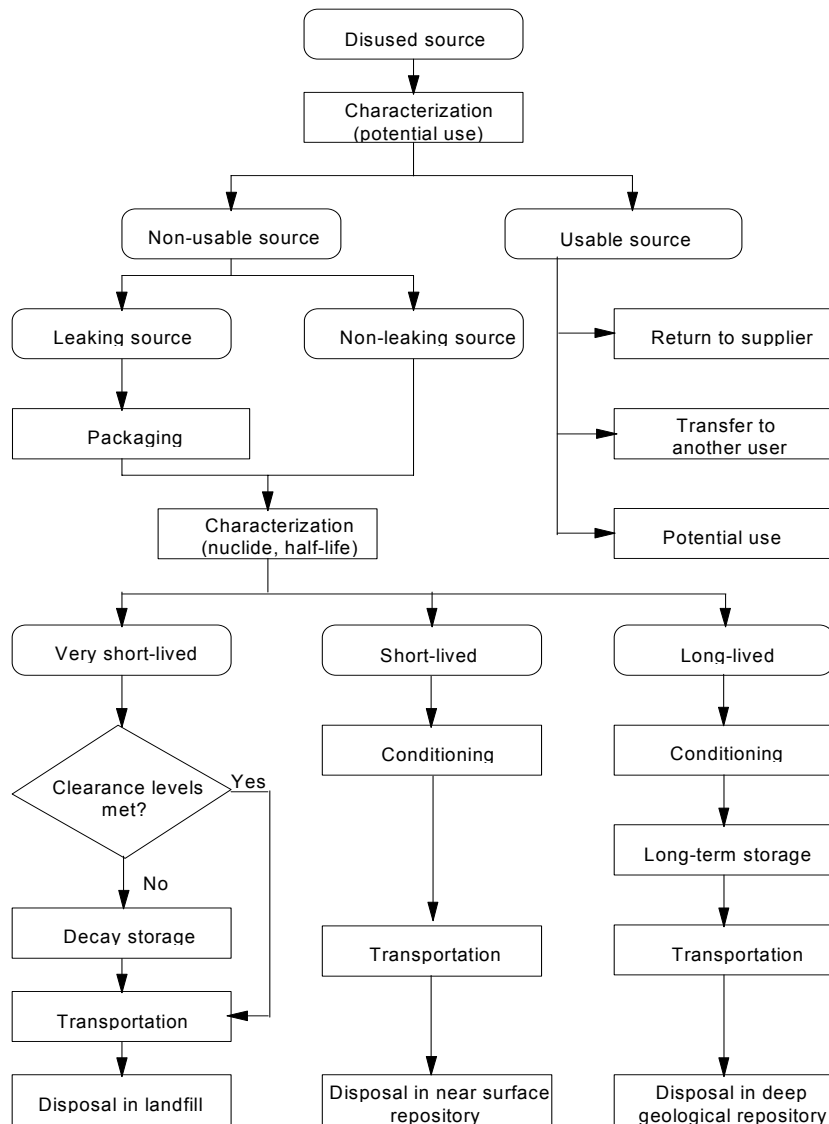 Disused source
Characterization
(potential use)
Non-usable source
Usable source
Leaking source
Non-leaking source
Return to supplier
Packaging
Transfer to
another user
Characterization
(nuclide, half-life)
Potential use
Very short-lived
Short-lived
Long-lived
Clearance levels
met?
Yes
Conditioning
Conditioning
Long-term storage
No
Decay storage
Transportation
Transportation
Transportation
Disposal in landfill
Disposal in near surface
repository
Disposal in deep
geological repository